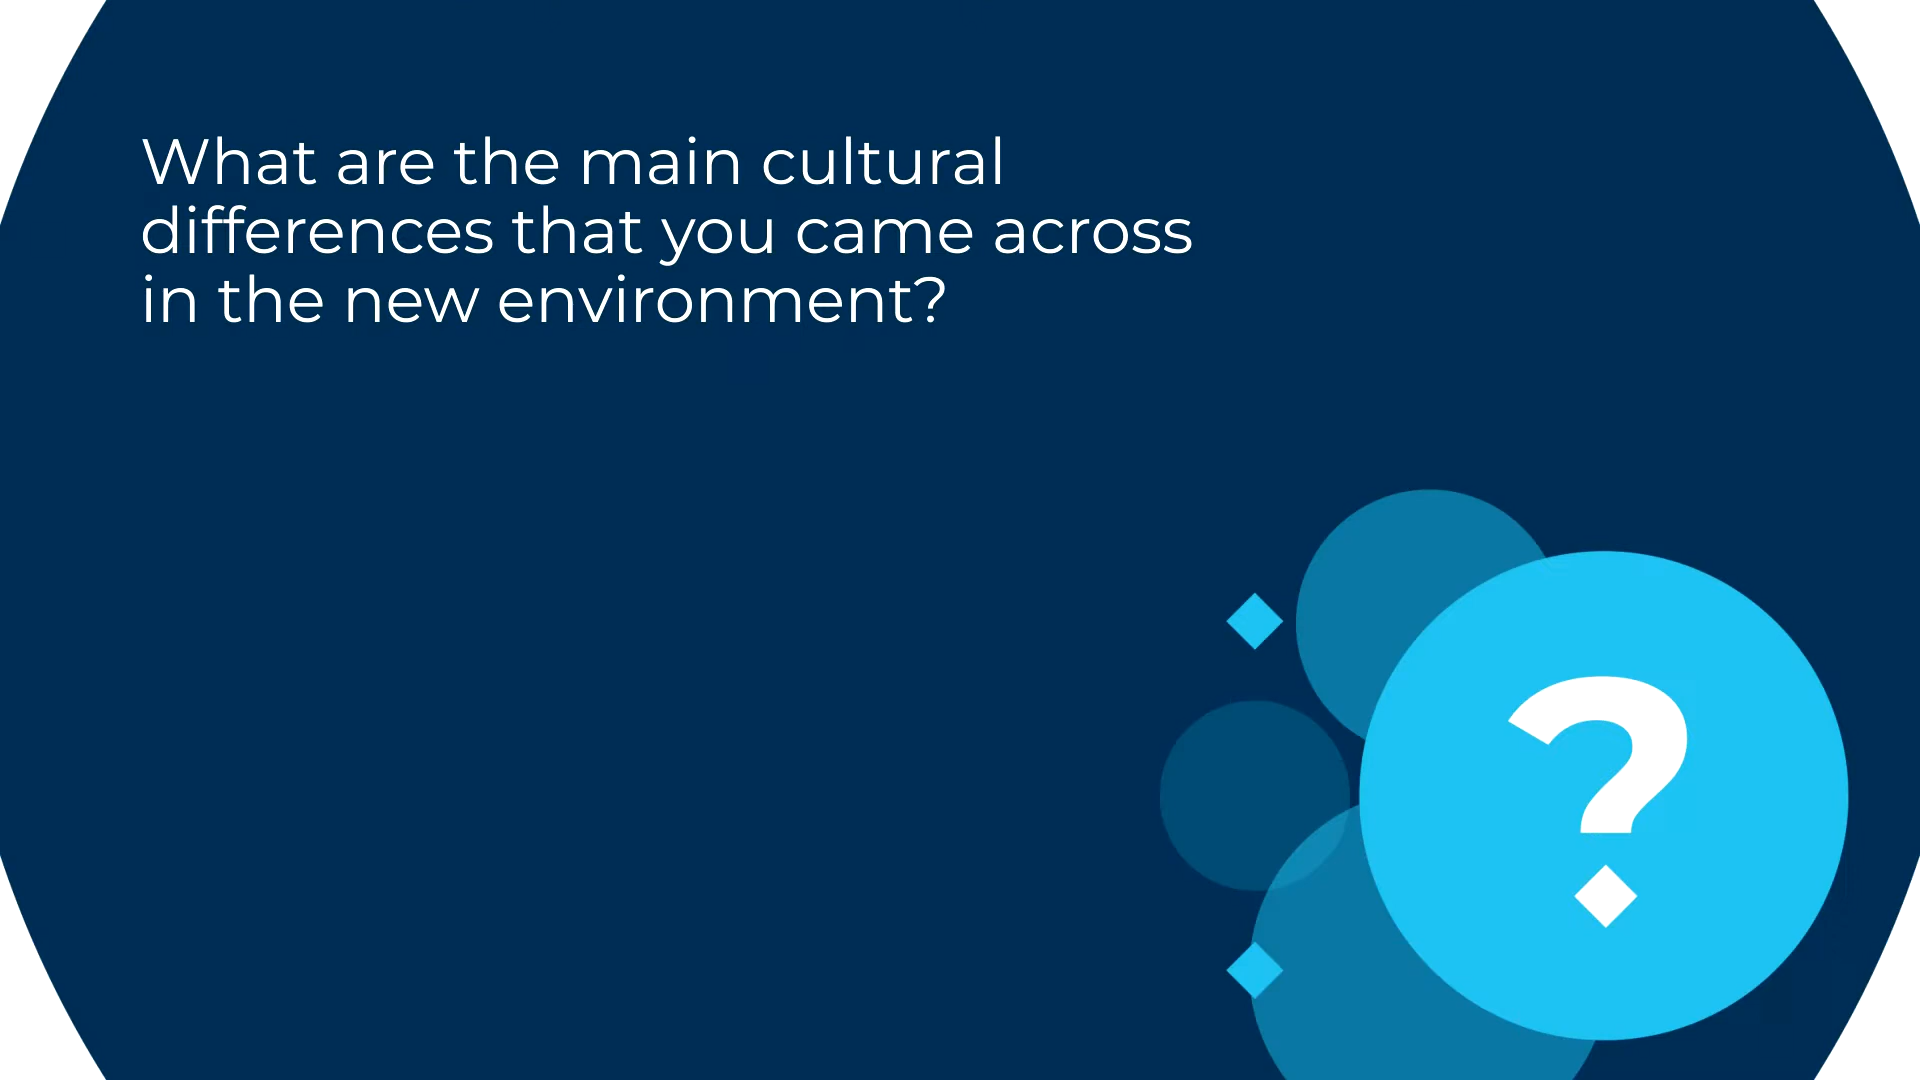 What are the main cultural
differences that you came across
in the new environment?
?